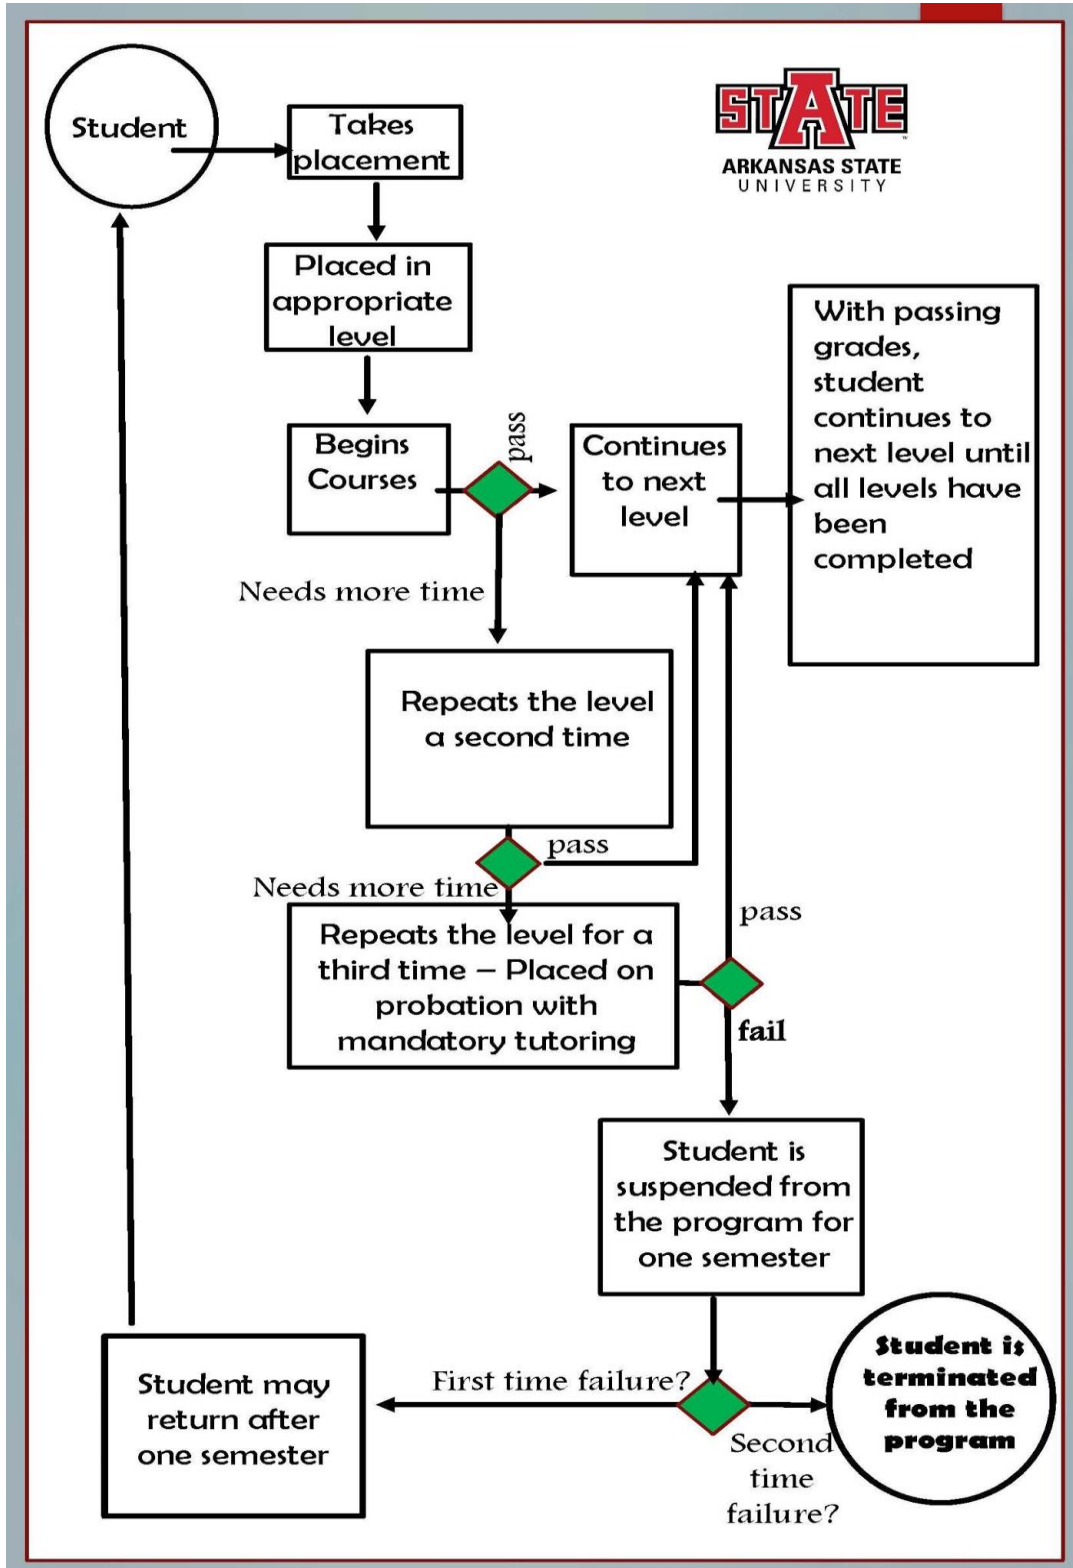 Student
Takes
placement
STATE
ARKANSAS STATE
UNIVERSITY
Placed in
appropriate
level
With passing
grades,
student
continues to
next level until
all levels have
been
completed
Begins
Courses
pass
Continues
to next
level
Needs more time
Repeats the level
a second time
pass
Needs more time
Repeats the level for a
third time – Placed on
probation with
mandatory tutoring
pass
fail
Student is
suspended from
the program for
one semester
First time failure?
Student may
return after
one semester
Second
time
failure?
Student is
terminated
from the
program